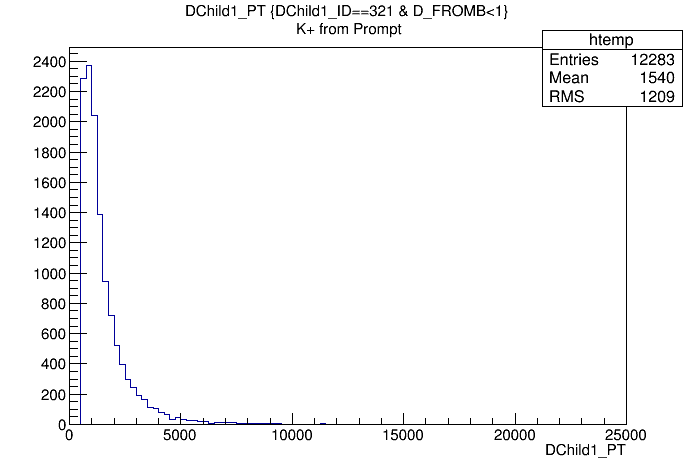 DChild1_PT {DChild1_ID==321 & D_FROMB<1}
K+ from Prompt
htemp
Entries 12283
Mean 1540
RMS 1209
2400
2200
2000
1800
1600
1400
1200
1000
800
600
400
200
0
0 5000 10000 15000 20000 25000
DChild1_PT